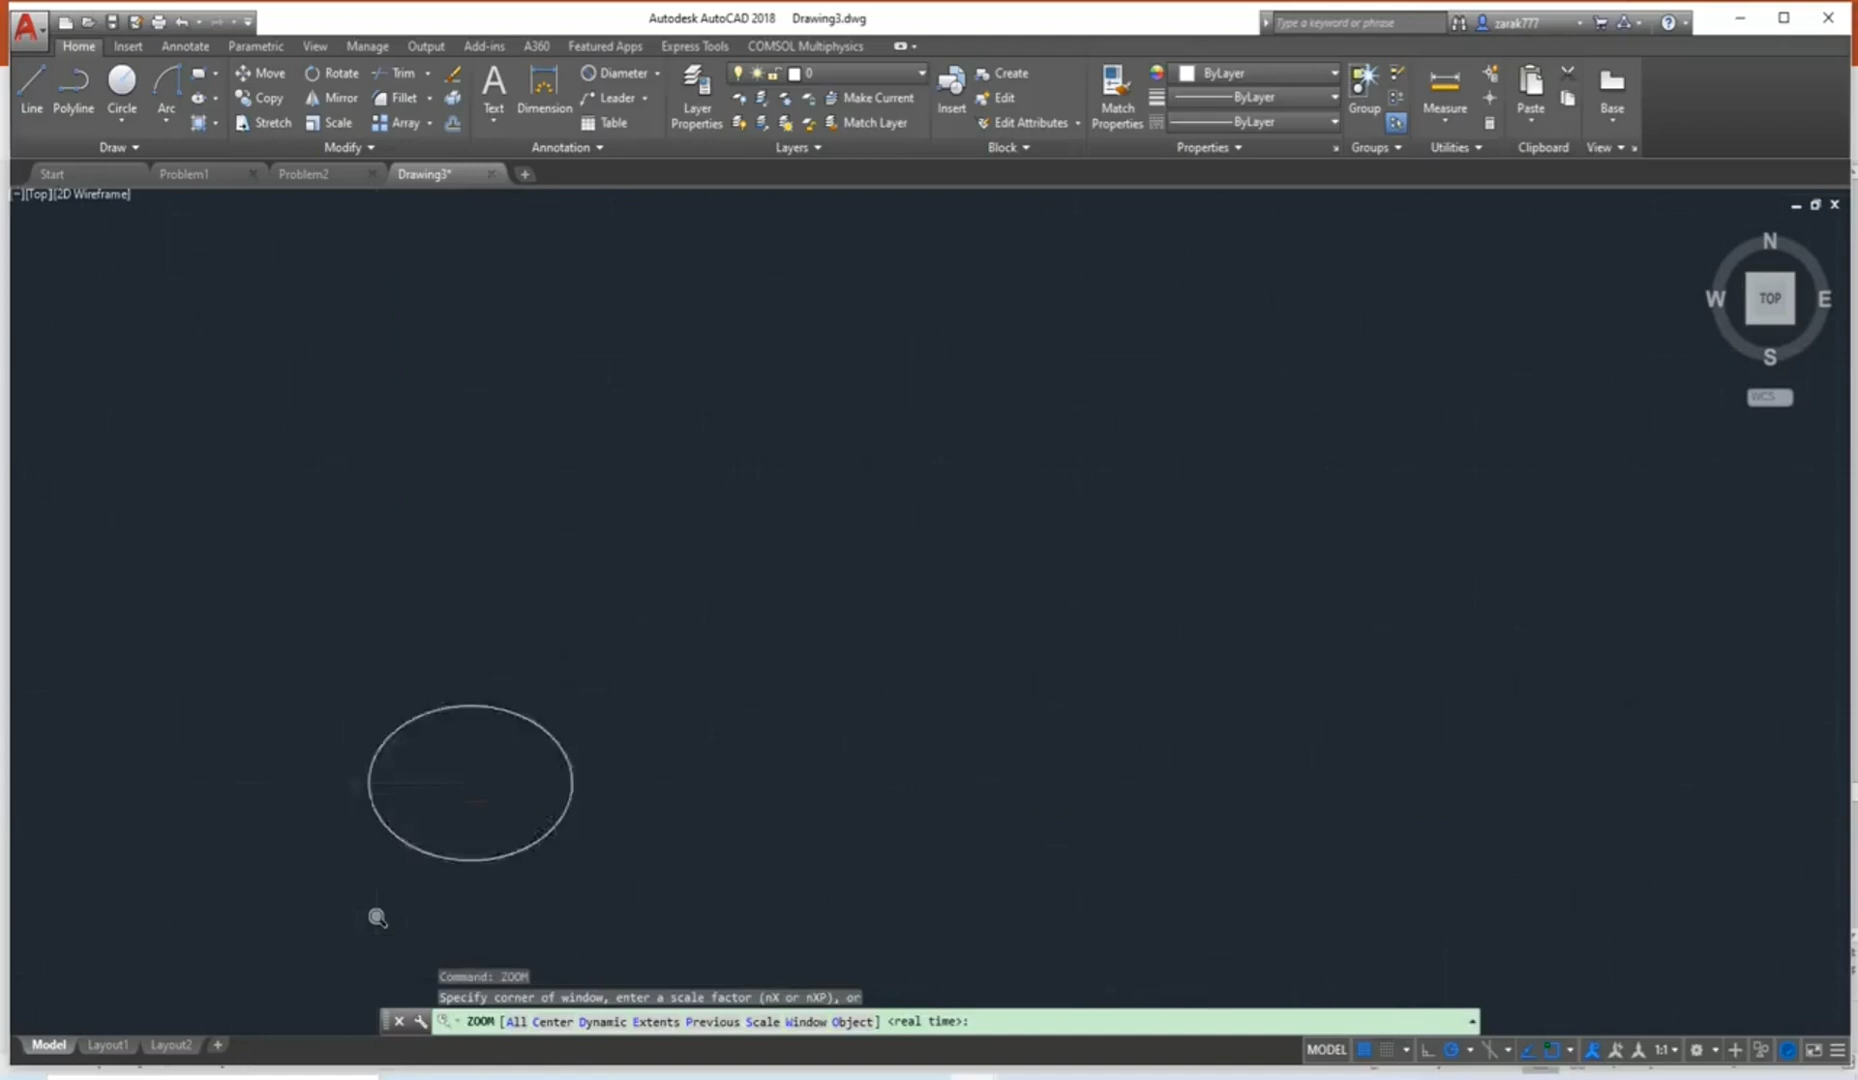 Autodesk AutoCAD 2018 Drawing3.dwg
Type a keyword or phrase
zarak777
Home Insert Annotate Parametric View Manage Output Add-ins A360 Featured Apps Express Tools COMSOL Multiphysics
Line Polyline Circle Arc
Move Rotate Trim
Copy Mirror Fillet
Stretch Scale Array
Text Dimension
Diameter
Leader
Table
Layer Properties
0
Make Current
Match Layer
Insert
Create
Edit
Edit Attributes
Match Properties
ByLayer
ByLayer
ByLayer
Group
Measure
Paste
Base
Draw Modify Annotation Layers Block Properties Groups Utilities Clipboard View
Start Problem1 Problem2 Drawing3*
[-][Top][2D Wireframe]
N
W TOP E
S
WCS
Command: ZOOM
Specify corner of window, enter a scale factor (nX or nXP), or
ZOOM [All Center Dynamic Extents Previous Scale Window Object] <real time>:
Model Layout1 Layout2 +
MODEL 1:1